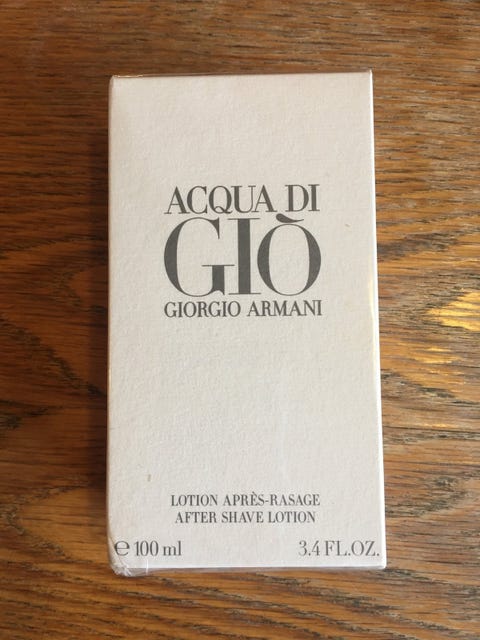 ACQUA DI
GIÒ
GIORGIO ARMANI
LOTION APRÈS-RASAGE
AFTER SHAVE LOTION
℮ 100 ml 3.4 FL.OZ.